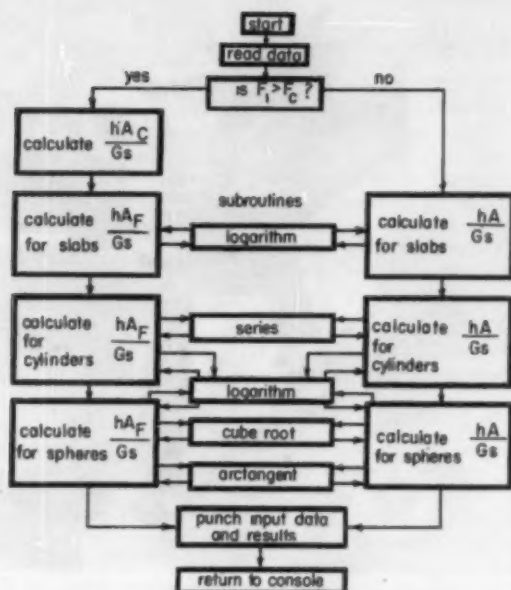 start
read data
yes
is F₁ > F_C ?
no
calculate h'A_C
Gs
calculate hA_F
for slabs Gs
subroutines
logarithm
calculate hA
for slabs Gs
calculate hA_F
for Gs
cylinders
series
calculate hA
for Gs
cylinders
logarithm
calculate hA_F
for spheres Gs
cube root
arctangent
calculate hA
for spheres Gs
punch input data
and results
return to console